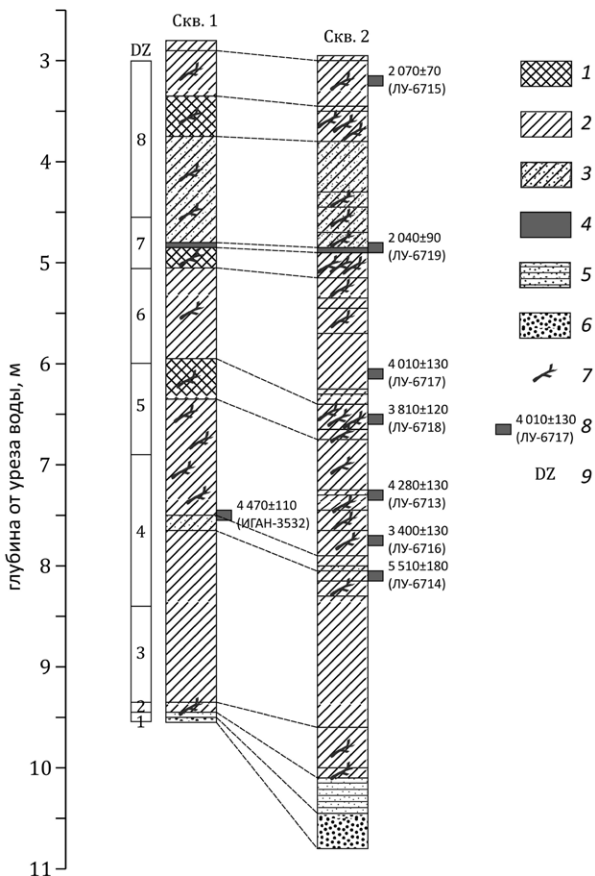 Скв. 1
Скв. 2
DZ
глубина от уреза воды, м
3
4
5
6
7
8
9
10
11
8
7
6
5
4
3
2
1
4 470±110
(ИГАН-3532)
2 070±70
(ЛУ-6715)
2 040±90
(ЛУ-6719)
4 010±130
(ЛУ-6717)
3 810±120
(ЛУ-6718)
4 280±130
(ЛУ-6713)
3 400±130
(ЛУ-6716)
5 510±180
(ЛУ-6714)
1
2
3
4
5
6
7
4 010±130
(ЛУ-6717)
8
DZ 9